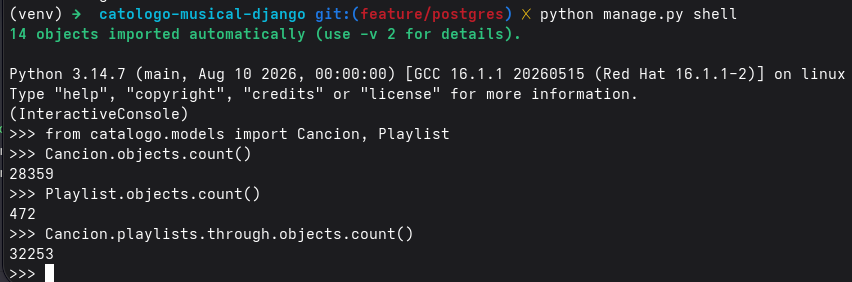 (venv) → catologo-musical-django git:(feature/postgres) ✗ python manage.py shell
14 objects imported automatically (use -v 2 for details).
Python 3.14.7 (main, Aug 10 2026, 00:00:00) [GCC 16.1.1 20260515 (Red Hat 16.1.1-2)] on linux
Type "help", "copyright", "credits" or "license" for more information.
(InteractiveConsole)
>>> from catalogo.models import Cancion, Playlist
>>> Cancion.objects.count()
28359
>>> Playlist.objects.count()
472
>>> Cancion.playlists.through.objects.count()
32253
>>>